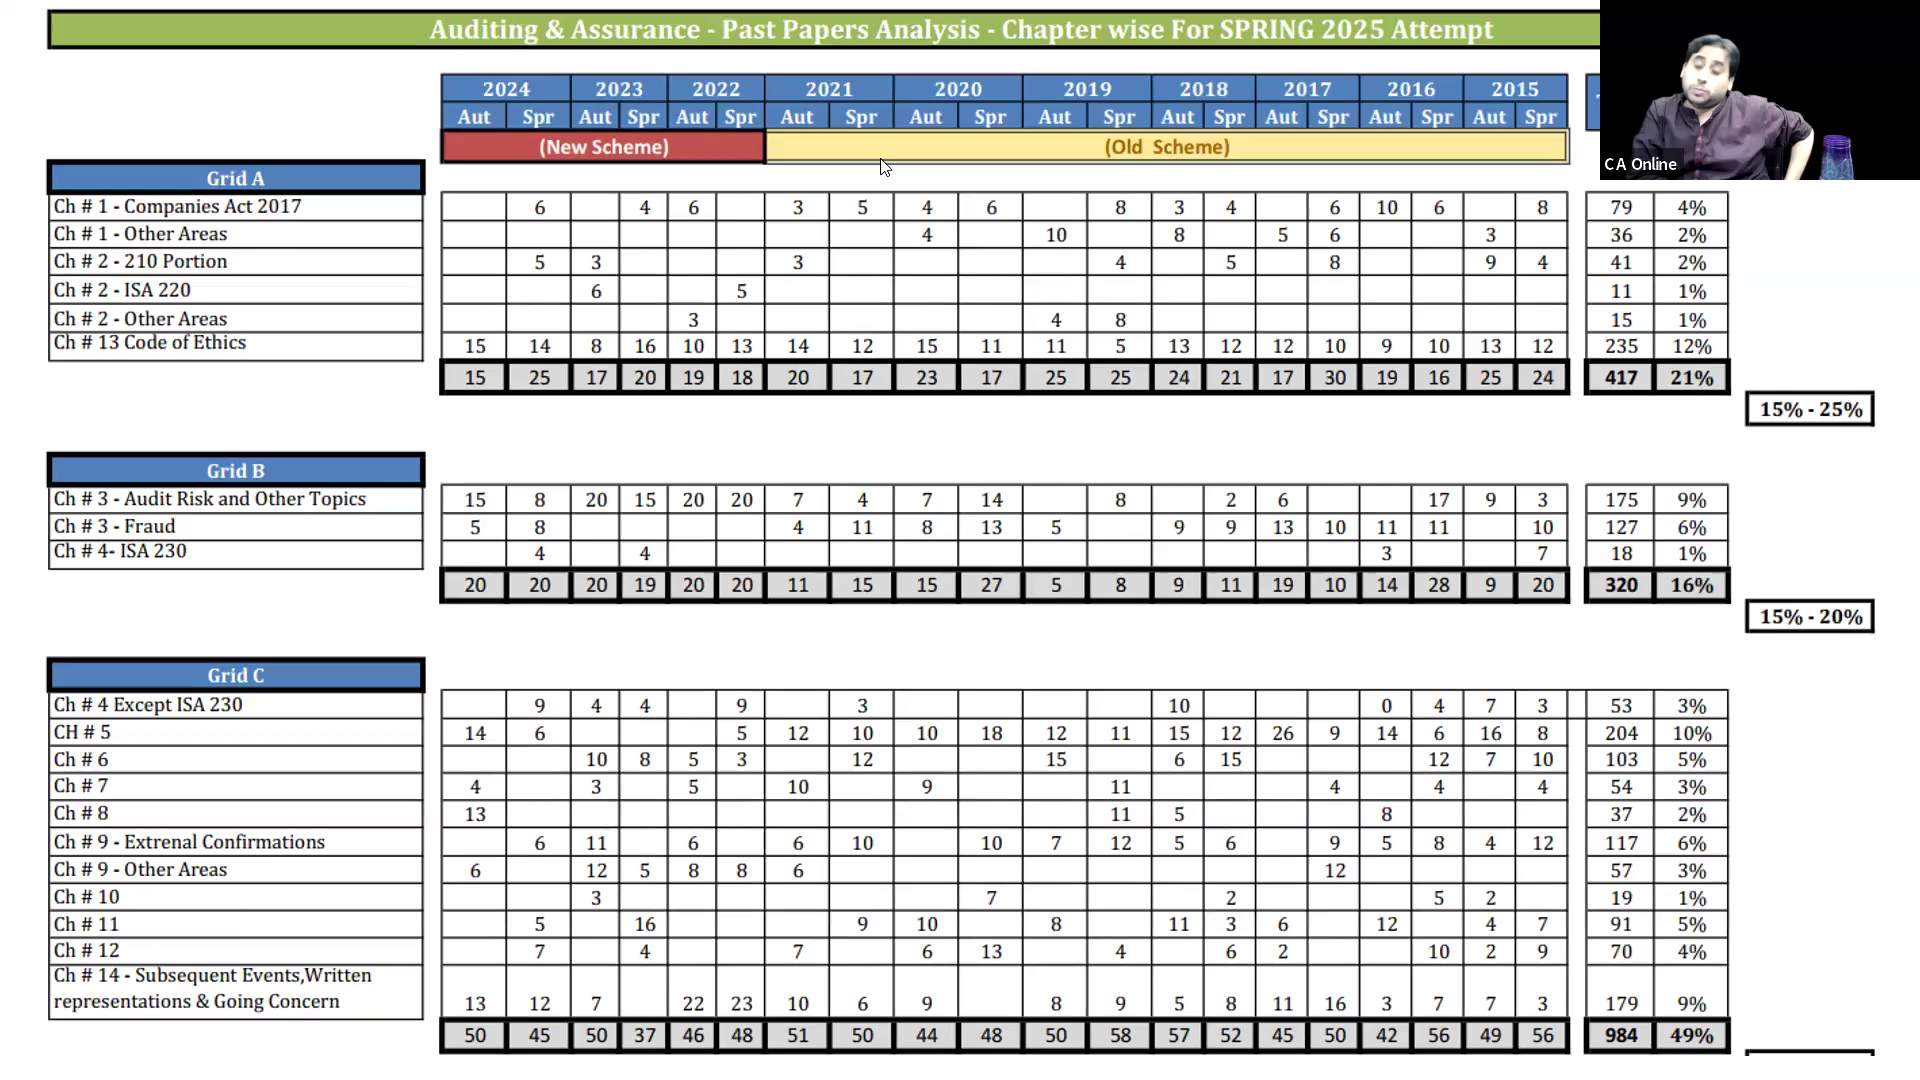 Auditing & Assurance - Past Papers Analysis - Chapter wise For SPRING 2025 Attempt
2024 2023 2022 2021 2020 2019 2018 2017 2016 2015
Aut Spr Aut Spr Aut Spr Aut Spr Aut Spr Aut Spr Aut Spr Aut Spr Aut Spr Aut Spr
(New Scheme) (Old Scheme)
CA Online
Grid A
Ch # 1 - Companies Act 2017 6 4 6 3 5 4 6 8 3 4 6 10 6 8 79 4%
Ch # 1 - Other Areas 4 10 8 5 6 3 36 2%
Ch # 2 - 210 Portion 5 3 3 4 5 8 9 4 41 2%
Ch # 2 - ISA 220 6 5 11 1%
Ch # 2 - Other Areas 3 4 8 15 1%
Ch # 13 Code of Ethics 15 14 8 16 10 13 14 12 15 11 11 5 13 12 12 10 9 10 13 12 235 12%
15 25 17 20 19 18 20 17 23 17 25 25 24 21 17 30 19 16 25 24 417 21%
15% - 25%
Grid B
Ch # 3 - Audit Risk and Other Topics 15 8 20 15 20 20 7 4 7 14 8 2 6 17 9 3 175 9%
Ch # 3 - Fraud 5 8 4 11 8 13 5 9 9 13 10 11 11 10 127 6%
Ch # 4- ISA 230 4 4 3 7 18 1%
20 20 20 19 20 20 11 15 15 27 5 8 9 11 19 10 14 28 9 20 320 16%
15% - 20%
Grid C
Ch # 4 Except ISA 230 9 4 4 9 3 10 0 4 7 3 53 3%
CH # 5 14 6 5 12 10 10 18 12 11 15 12 26 9 14 6 16 8 204 10%
Ch # 6 10 8 5 3 12 15 6 15 12 7 10 103 5%
Ch # 7 4 3 5 10 9 11 4 4 4 54 3%
Ch # 8 13 11 5 8 37 2%
Ch # 9 - Extrenal Confirmations 6 11 6 6 10 10 7 12 5 6 9 5 8 4 12 117 6%
Ch # 9 - Other Areas 6 12 5 8 8 6 12 57 3%
Ch # 10 3 7 2 5 2 19 1%
Ch # 11 5 16 9 10 8 11 3 6 12 4 7 91 5%
Ch # 12 7 4 7 6 13 4 6 2 10 2 9 70 4%
Ch # 14 - Subsequent Events,Written
representations & Going Concern 13 12 7 22 23 10 6 9 8 9 5 8 11 16 3 7 7 3 179 9%
50 45 50 37 46 48 51 50 44 48 50 58 57 52 45 50 42 56 49 56 984 49%